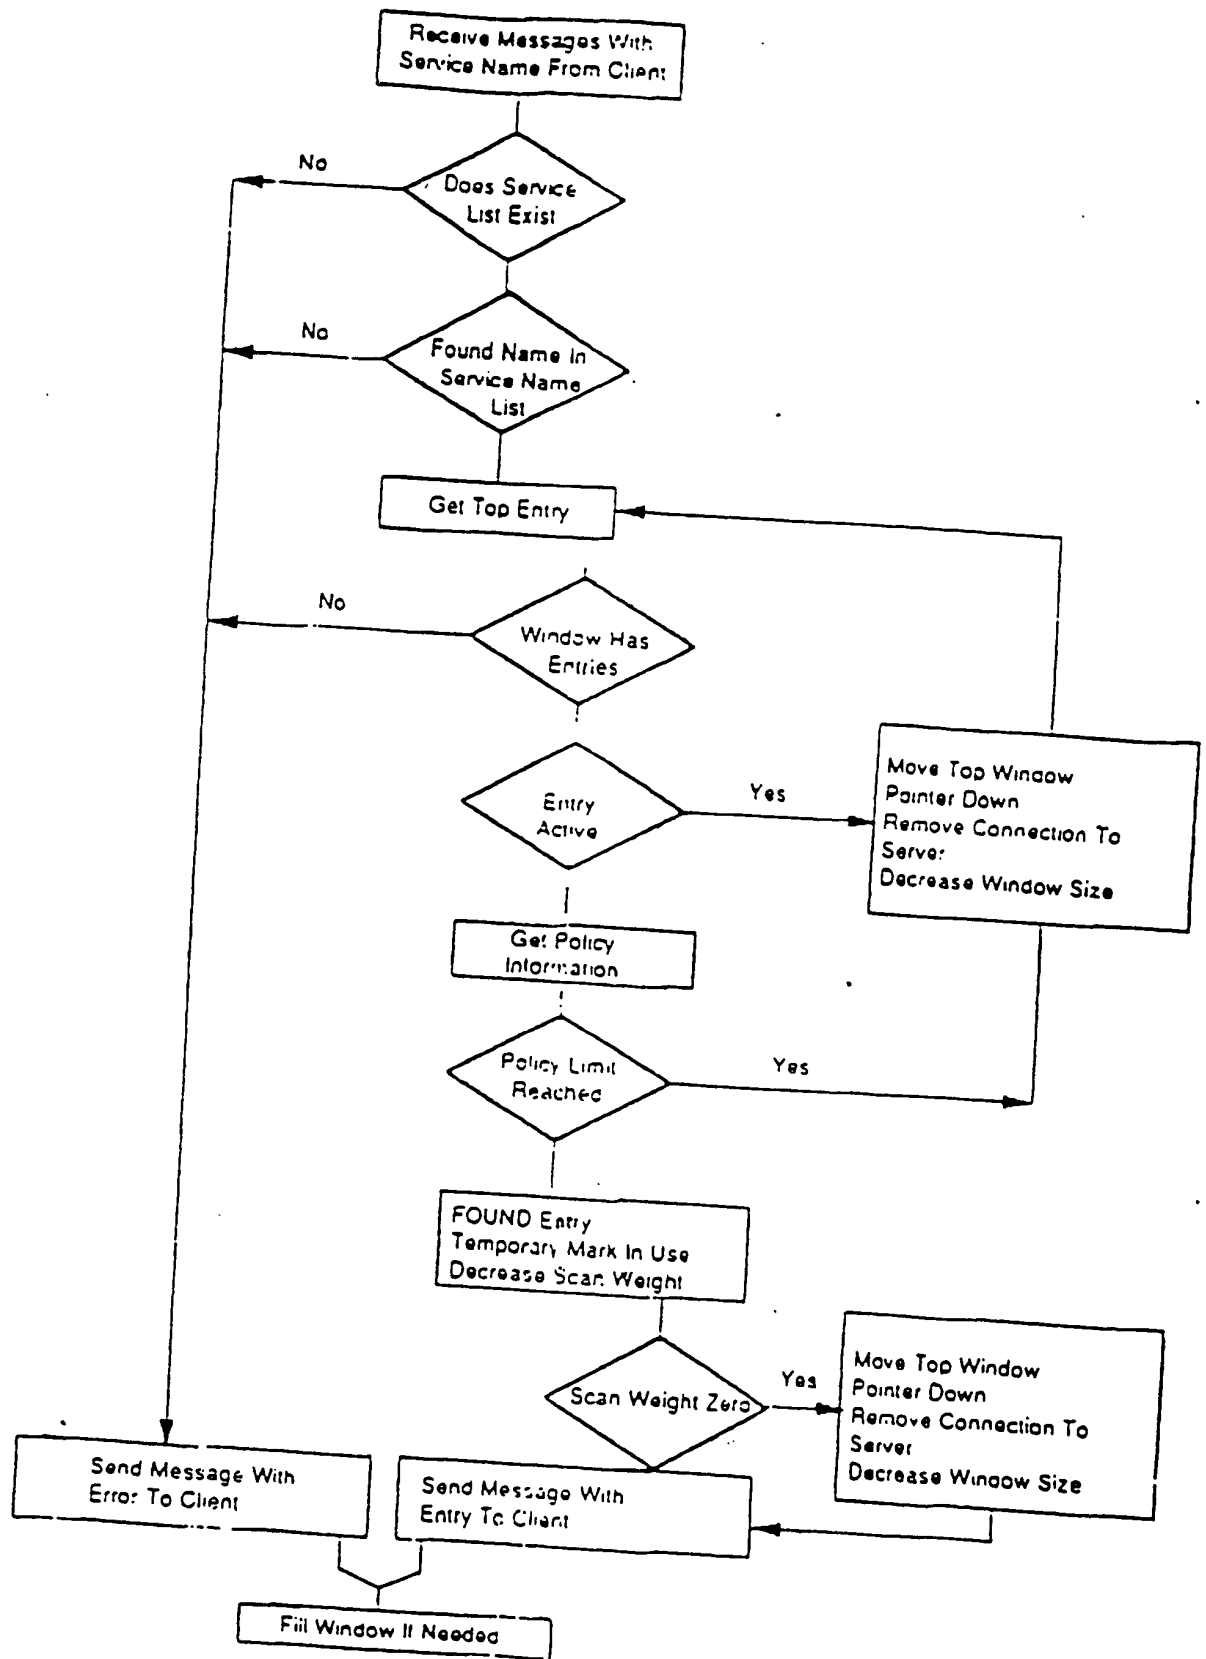 Receive Messages With
Service Name From Client
No
Does Service
List Exist
No
Found Name In
Service Name
List
Get Top Entry
No
Window Has
Entries
Entry
Active
Yes
Move Top Window
Pointer Down
Remove Connection To
Server
Decrease Window Size
Get Policy
Information
Policy Limit
Reached
Yes
FOUND Entry
Temporary Mark In Use
Decrease Scan Weight
Scan Weight Zero
Yes
Move Top Window
Pointer Down
Remove Connection To
Server
Decrease Window Size
Send Message With
Error To Client
Send Message With
Entry To Client
Fill Window If Needed